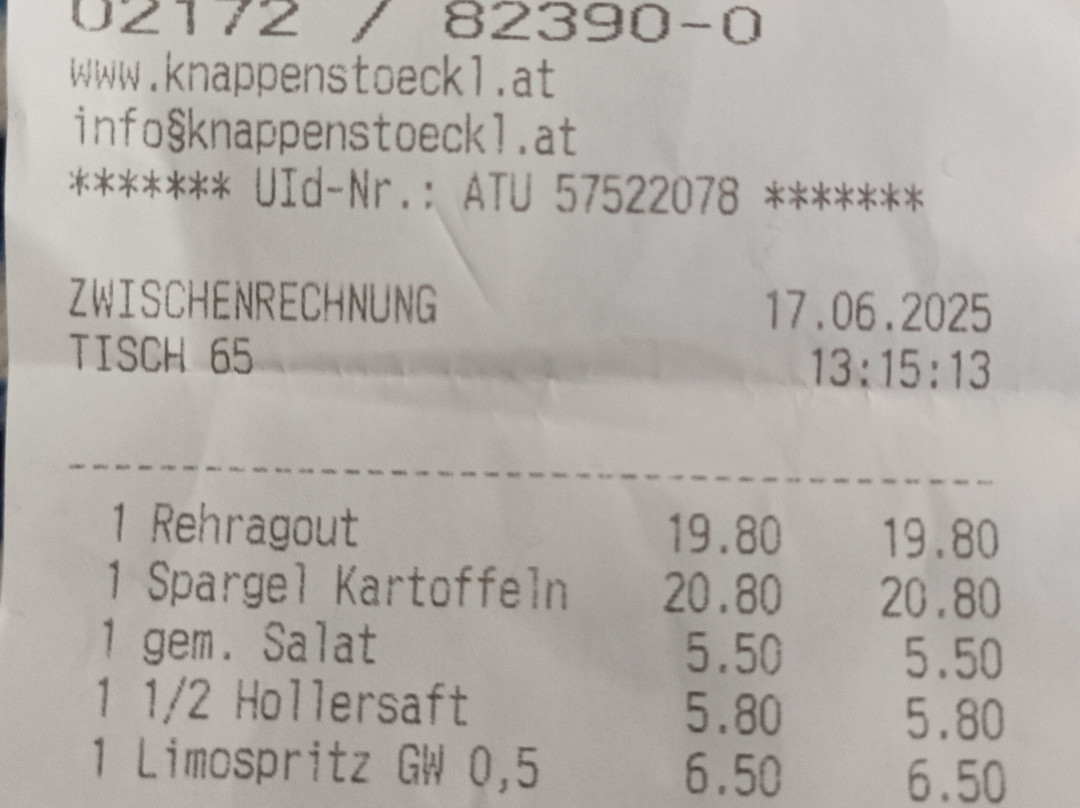 02172 / 82390-0
www.knappenstoeckl.at
info§knappenstoeckl.at
******* UId-Nr.: ATU 57522078 *******
ZWISCHENRECHNUNG 17.06.2025
TISCH 65 13:15:13
----------------------------------------
1 Rehragout 19.80 19.80
1 Spargel Kartoffeln 20.80 20.80
1 gem. Salat 5.50 5.50
1 1/2 Hollersaft 5.80 5.80
1 Limospritz GW 0,5 6.50 6.50